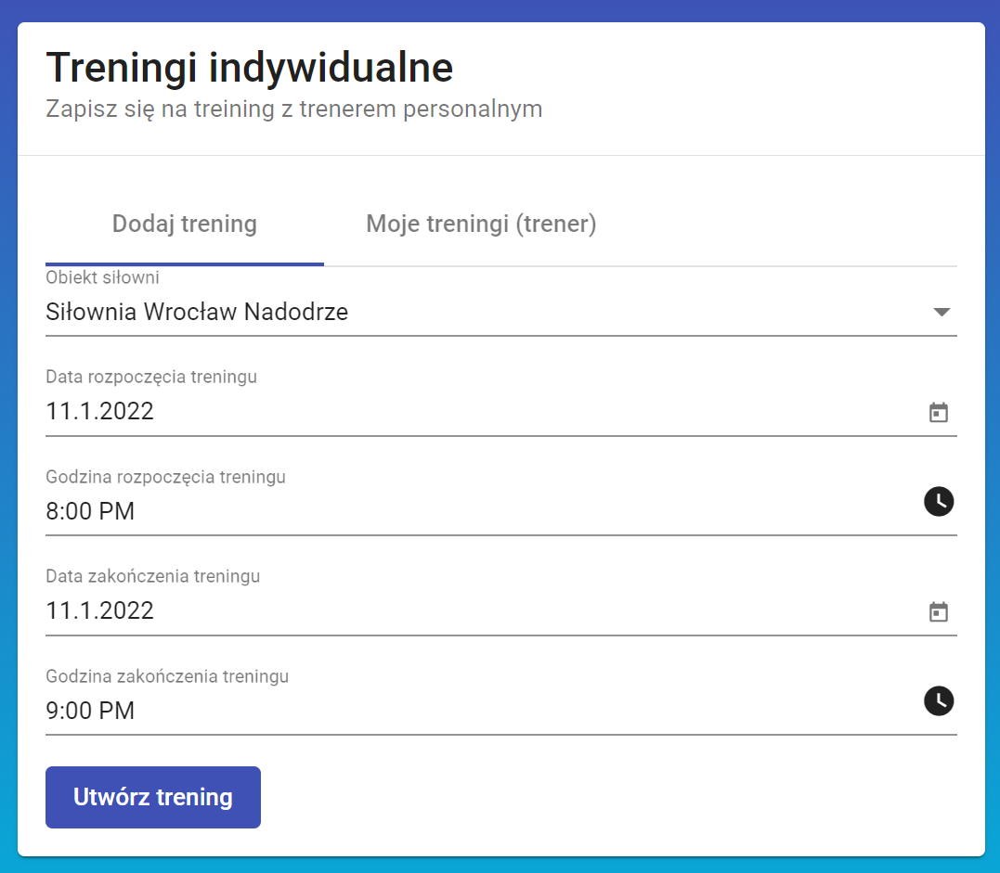 Treningi indywidualne
Zapisz się na treining z trenerem personalnym
Dodaj trening Moje treningi (trener)
Obiekt siłowni
Siłownia Wrocław Nadodrze
Data rozpoczęcia treningu
11.1.2022
Godzina rozpoczęcia treningu
8:00 PM
Data zakończenia treningu
11.1.2022
Godzina zakończenia treningu
9:00 PM
Utwórz trening